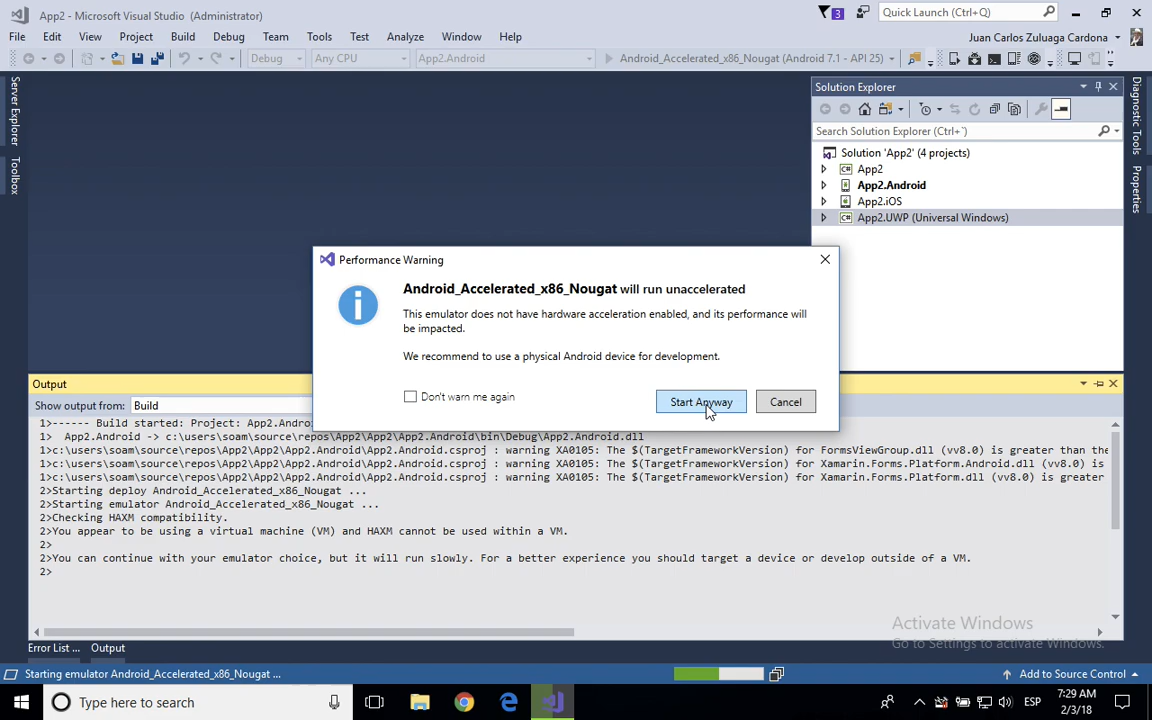 App2 - Microsoft Visual Studio (Administrator)
3
Quick Launch (Ctrl+Q)
File Edit View Project Build Debug Team Tools Test Analyze Window Help
Juan Carlos Zuluaga Cardona
Debug Any CPU App2.Android Android_Accelerated_x86_Nougat (Android 7.1 - API 25)
Server Explorer
Toolbox
Solution Explorer
Search Solution Explorer (Ctrl+`)
Solution 'App2' (4 projects)
C# App2
App2.Android
App2.iOS
C# App2.UWP (Universal Windows)
Diagnostic Tools
Properties
Performance Warning
Android_Accelerated_x86_Nougat will run unaccelerated
This emulator does not have hardware acceleration enabled, and its performance will
be impacted.
We recommend to use a physical Android device for development.
Don't warn me again
Start Anyway
Cancel
Output
Show output from: Build
1>------ Build started: Project: App2.Andro
1> App2.Android -> c:\users\soam\source\repos\App2\App2\App2.Android\bin\Debug\App2.Android.dll
1>c:\users\soam\source\repos\App2\App2\App2.Android\App2.Android.csproj : warning XA0105: The $(TargetFrameworkVersion) for FormsViewGroup.dll (vv8.0) is greater than the
1>c:\users\soam\source\repos\App2\App2\App2.Android\App2.Android.csproj : warning XA0105: The $(TargetFrameworkVersion) for Xamarin.Forms.Platform.Android.dll (vv8.0) is
1>c:\users\soam\source\repos\App2\App2\App2.Android\App2.Android.csproj : warning XA0105: The $(TargetFrameworkVersion) for Xamarin.Forms.Platform.dll (vv8.0) is greater
2>Starting deploy Android_Accelerated_x86_Nougat ...
2>Starting emulator Android_Accelerated_x86_Nougat ...
2>Checking HAXM compatibility.
2>You appear to be using a virtual machine (VM) and HAXM cannot be used within a VM.
2>
2>You can continue with your emulator choice, but it will run slowly. For a better experience you should target a device or develop outside of a VM.
2>
Activate Windows
Go to Settings to activate Windows.
Error List ... Output
Starting emulator Android_Accelerated_x86_Nougat ...
Add to Source Control
Type here to search
ESP
7:29 AM
2/3/18